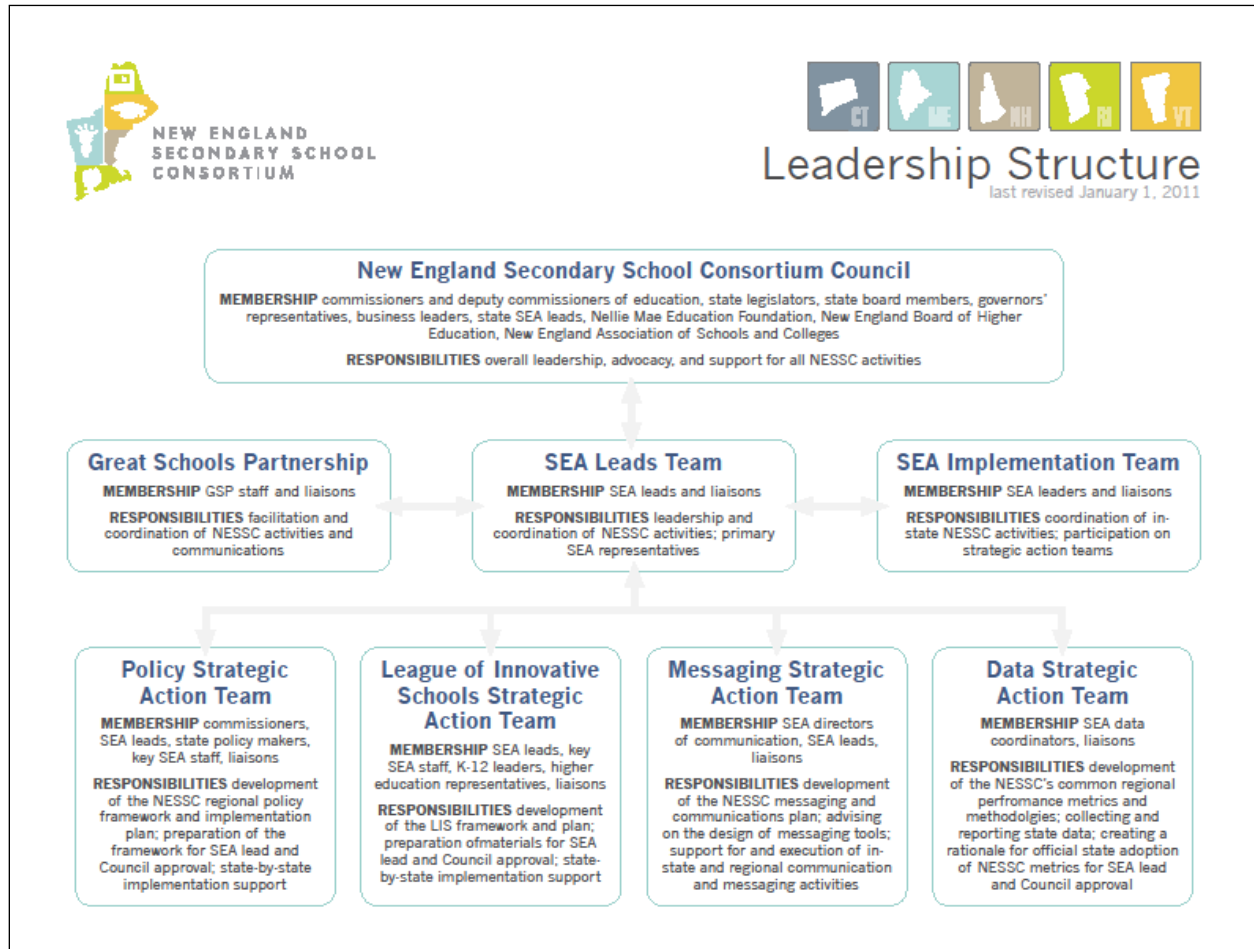 NEW ENGLAND
SECONDARY SCHOOL
CONSORTIUM
CT ME NH RI VT
Leadership Structure
last revised January 1, 2011
New England Secondary School Consortium Council
MEMBERSHIP commissioners and deputy commissioners of education, state legislators, state board members, governors'
representatives, business leaders, state SEA leads, Nellie Mae Education Foundation, New England Board of Higher
Education, New England Association of Schools and Colleges
RESPONSIBILITIES overall leadership, advocacy, and support for all NESSC activities
Great Schools Partnership
MEMBERSHIP GSP staff and liaisons
RESPONSIBILITIES facilitation and
coordination of NESSC activities and
communications
SEA Leads Team
MEMBERSHIP SEA leads and liaisons
RESPONSIBILITIES leadership and
coordination of NESSC activities; primary
SEA representatives
SEA Implementation Team
MEMBERSHIP SEA leaders and liaisons
RESPONSIBILITIES coordination of in-
state NESSC activities; participation on
strategic action teams
Policy Strategic
Action Team
MEMBERSHIP commissioners,
SEA leads, state policy makers,
key SEA staff, liaisons
RESPONSIBILITIES development
of the NESSC regional policy
framework and implementation
plan; preparation of the
framework for SEA lead and
Council approval; state-by-state
implementation support
League of Innovative
Schools Strategic
Action Team
MEMBERSHIP SEA leads, key
SEA staff, K-12 leaders, higher
education representatives, liaisons
RESPONSIBILITIES development
of the LIS framework and plan;
preparation ofmaterials for SEA
lead and Council approval; state-
by-state implementation support
Messaging Strategic
Action Team
MEMBERSHIP SEA directors
of communication, SEA leads,
liaisons
RESPONSIBILITIES development
of the NESSC messaging and
communications plan; advising
on the design of messaging tools;
support for and execution of in-
state and regional communication
and messaging activities
Data Strategic
Action Team
MEMBERSHIP SEA data
coordinators, liaisons
RESPONSIBILITIES development
of the NESSC's common regional
perfromance metrics and
methodolgies; collecting and
reporting state data; creating a
rationale for official state adoption
of NESSC metrics for SEA lead
and Council approval